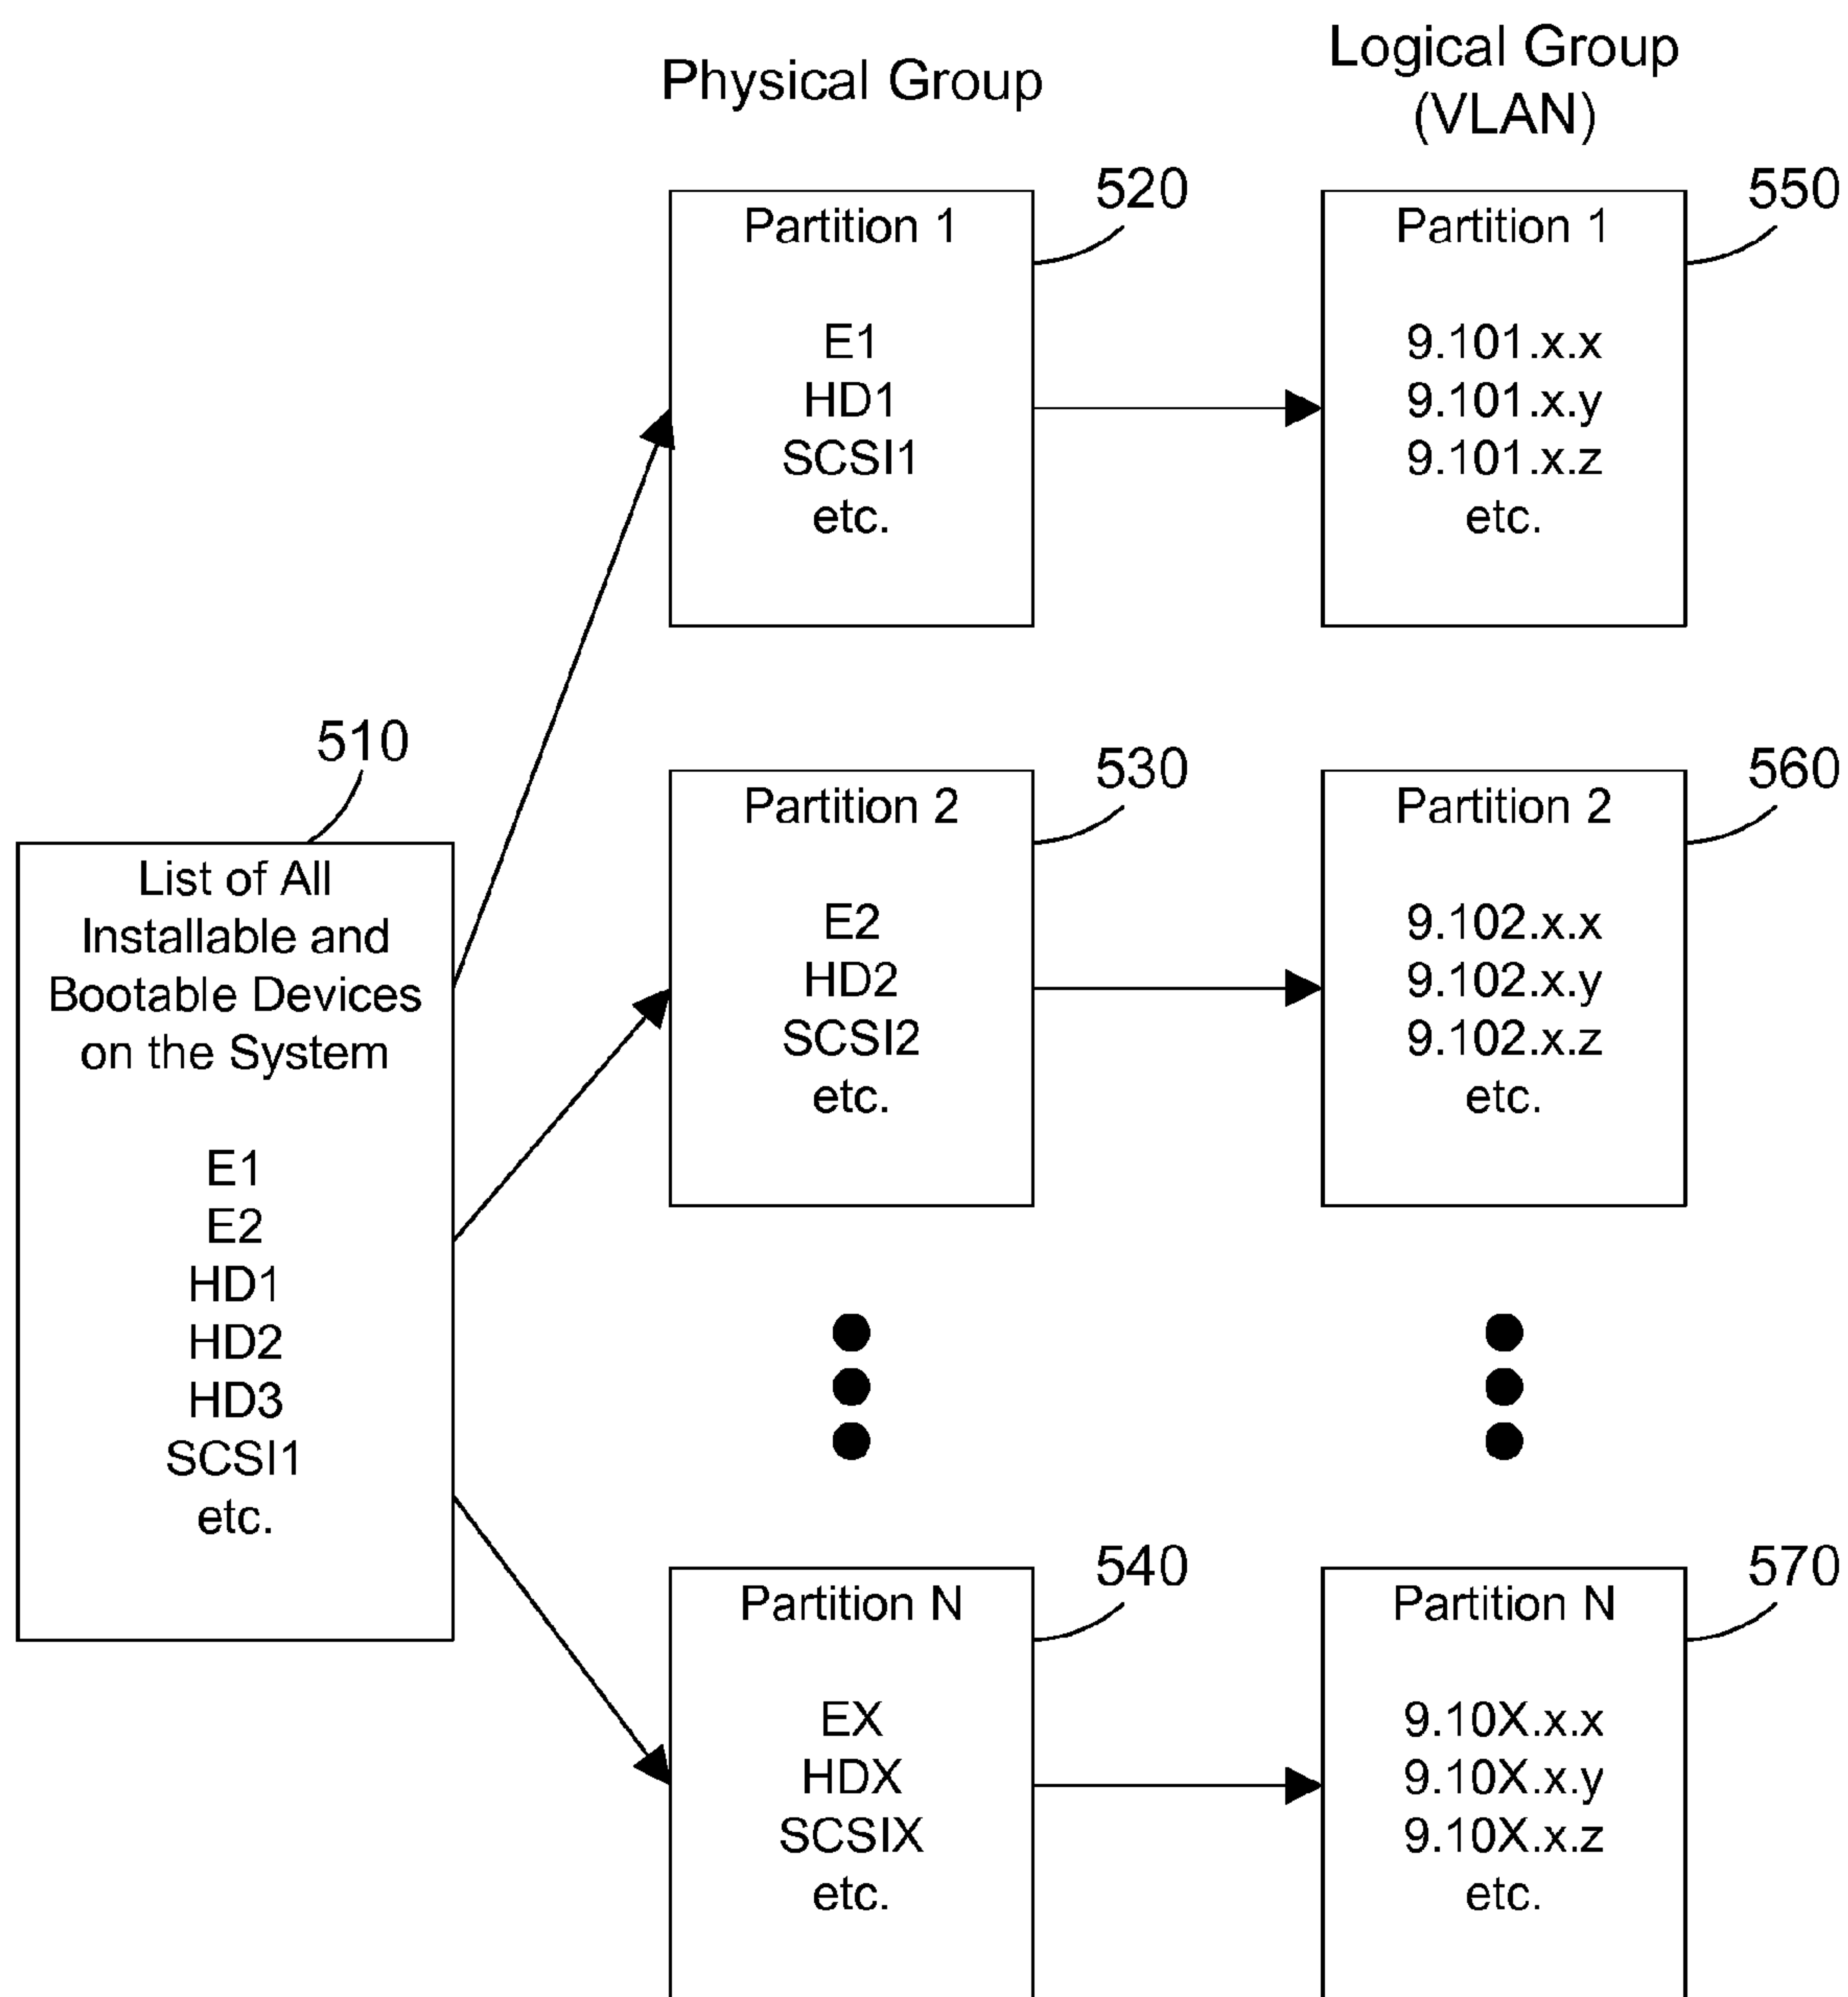 Physical Group
Logical Group
(VLAN)
520
Partition 1
E1
HD1
SCSI1
etc.
550
Partition 1
9.101.x.x
9.101.x.y
9.101.x.z
etc.
510
List of All
Installable and
Bootable Devices
on the System
E1
E2
HD1
HD2
HD3
SCSI1
etc.
530
Partition 2
E2
HD2
SCSI2
etc.
560
Partition 2
9.102.x.x
9.102.x.y
9.102.x.z
etc.
540
Partition N
EX
HDX
SCSIX
etc.
570
Partition N
9.10X.x.x
9.10X.x.y
9.10X.x.z
etc.